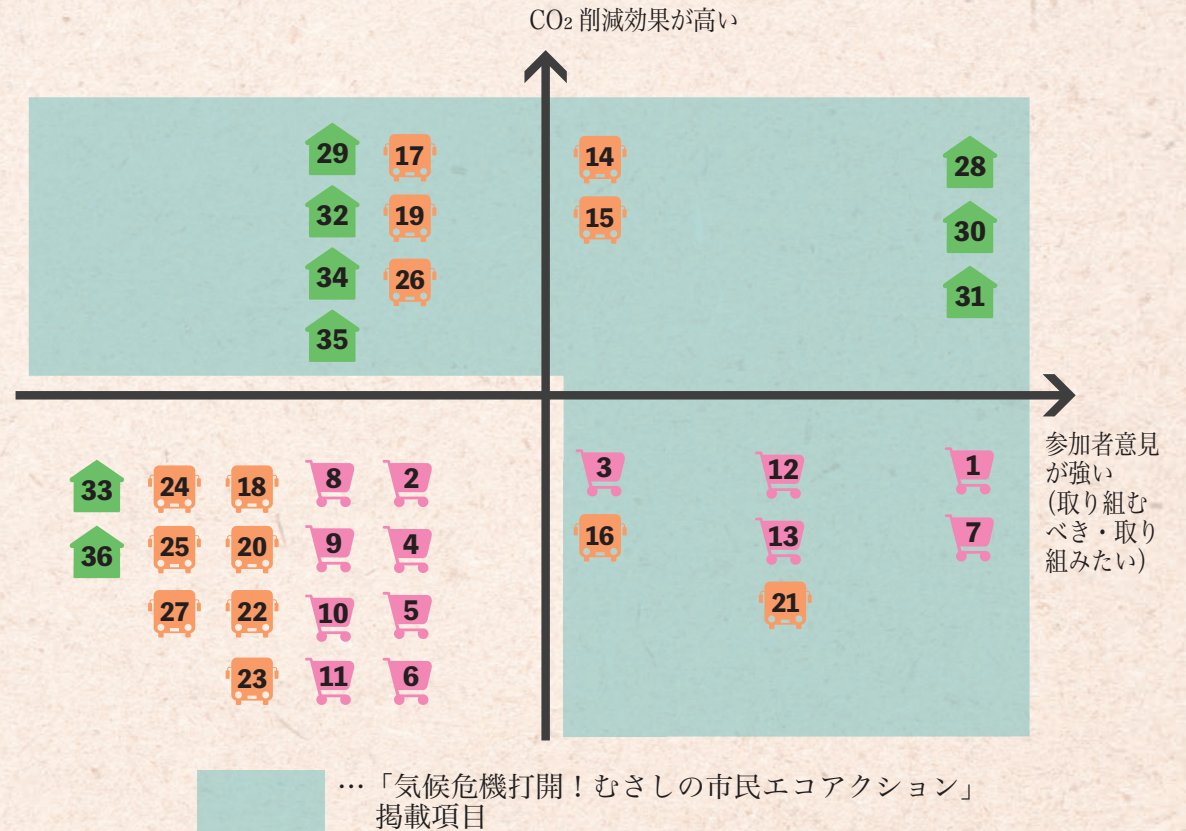 CO₂ 削減効果が高い
29 17 14 28
32 19 15 30
34 26 31
35
参加者意見
が強い
(取り組む
べき・取り
組みたい)
33 24 18 8 2 3 12 1
36 25 20 9 4 16 13 7
27 22 10 5 21
23 11 6
…「気候危機打開!むさしの市民エコアクション」
掲載項目